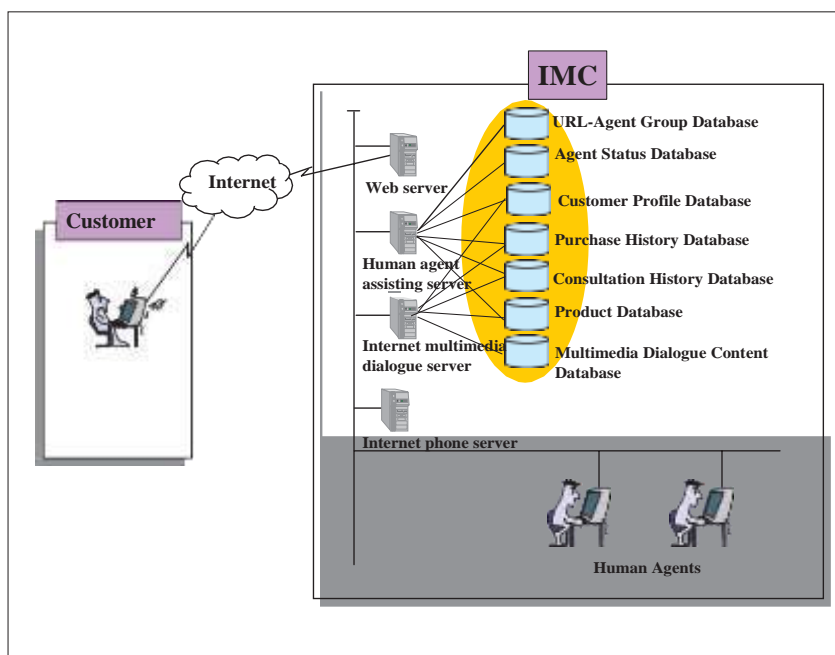 IMC
URL-Agent Group Database
Agent Status Database
Internet
Web server
Customer Profile Database
Customer
Purchase History Database
Human agent
assisting server
Consultation History Database
Product Database
Internet multimedia
dialogue server
Multimedia Dialogue Content
Database
Internet phone server
Human Agents